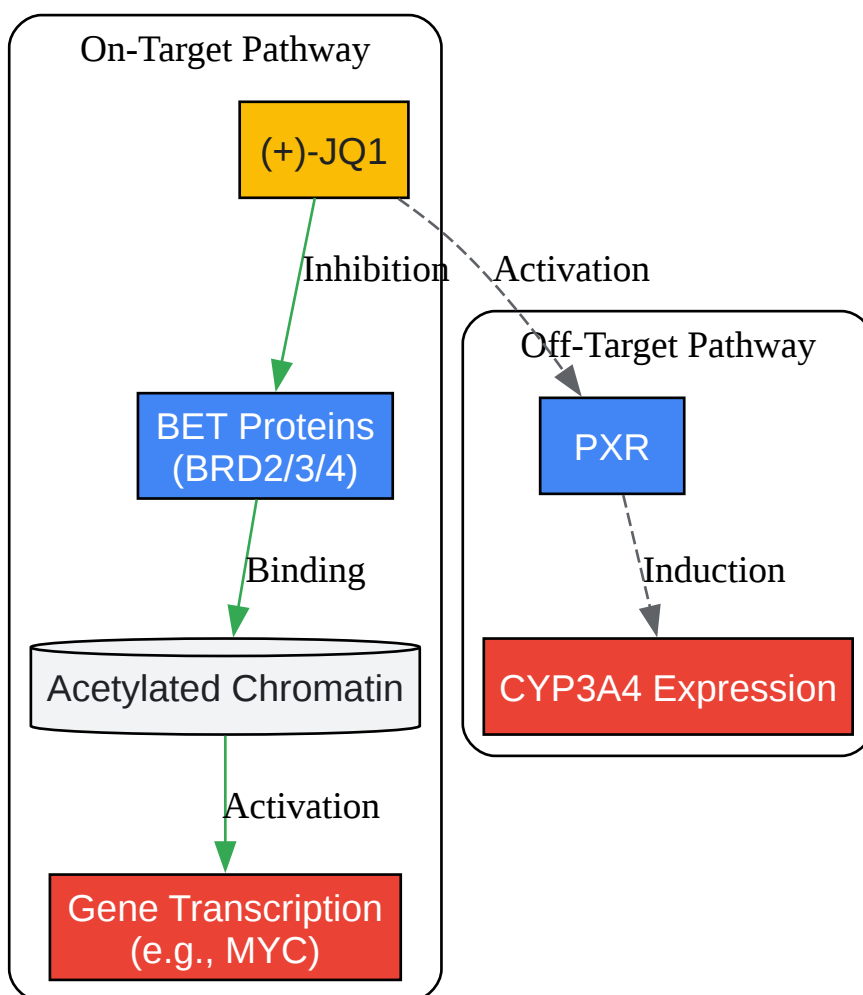 On-Target Pathway
(+)-JQ1
Inhibition
Activation
Off-Target Pathway
BET Proteins
(BRD2/3/4)
PXR
Binding
Induction
Acetylated Chromatin
CYP3A4 Expression
Activation
Gene Transcription
(e.g., MYC)